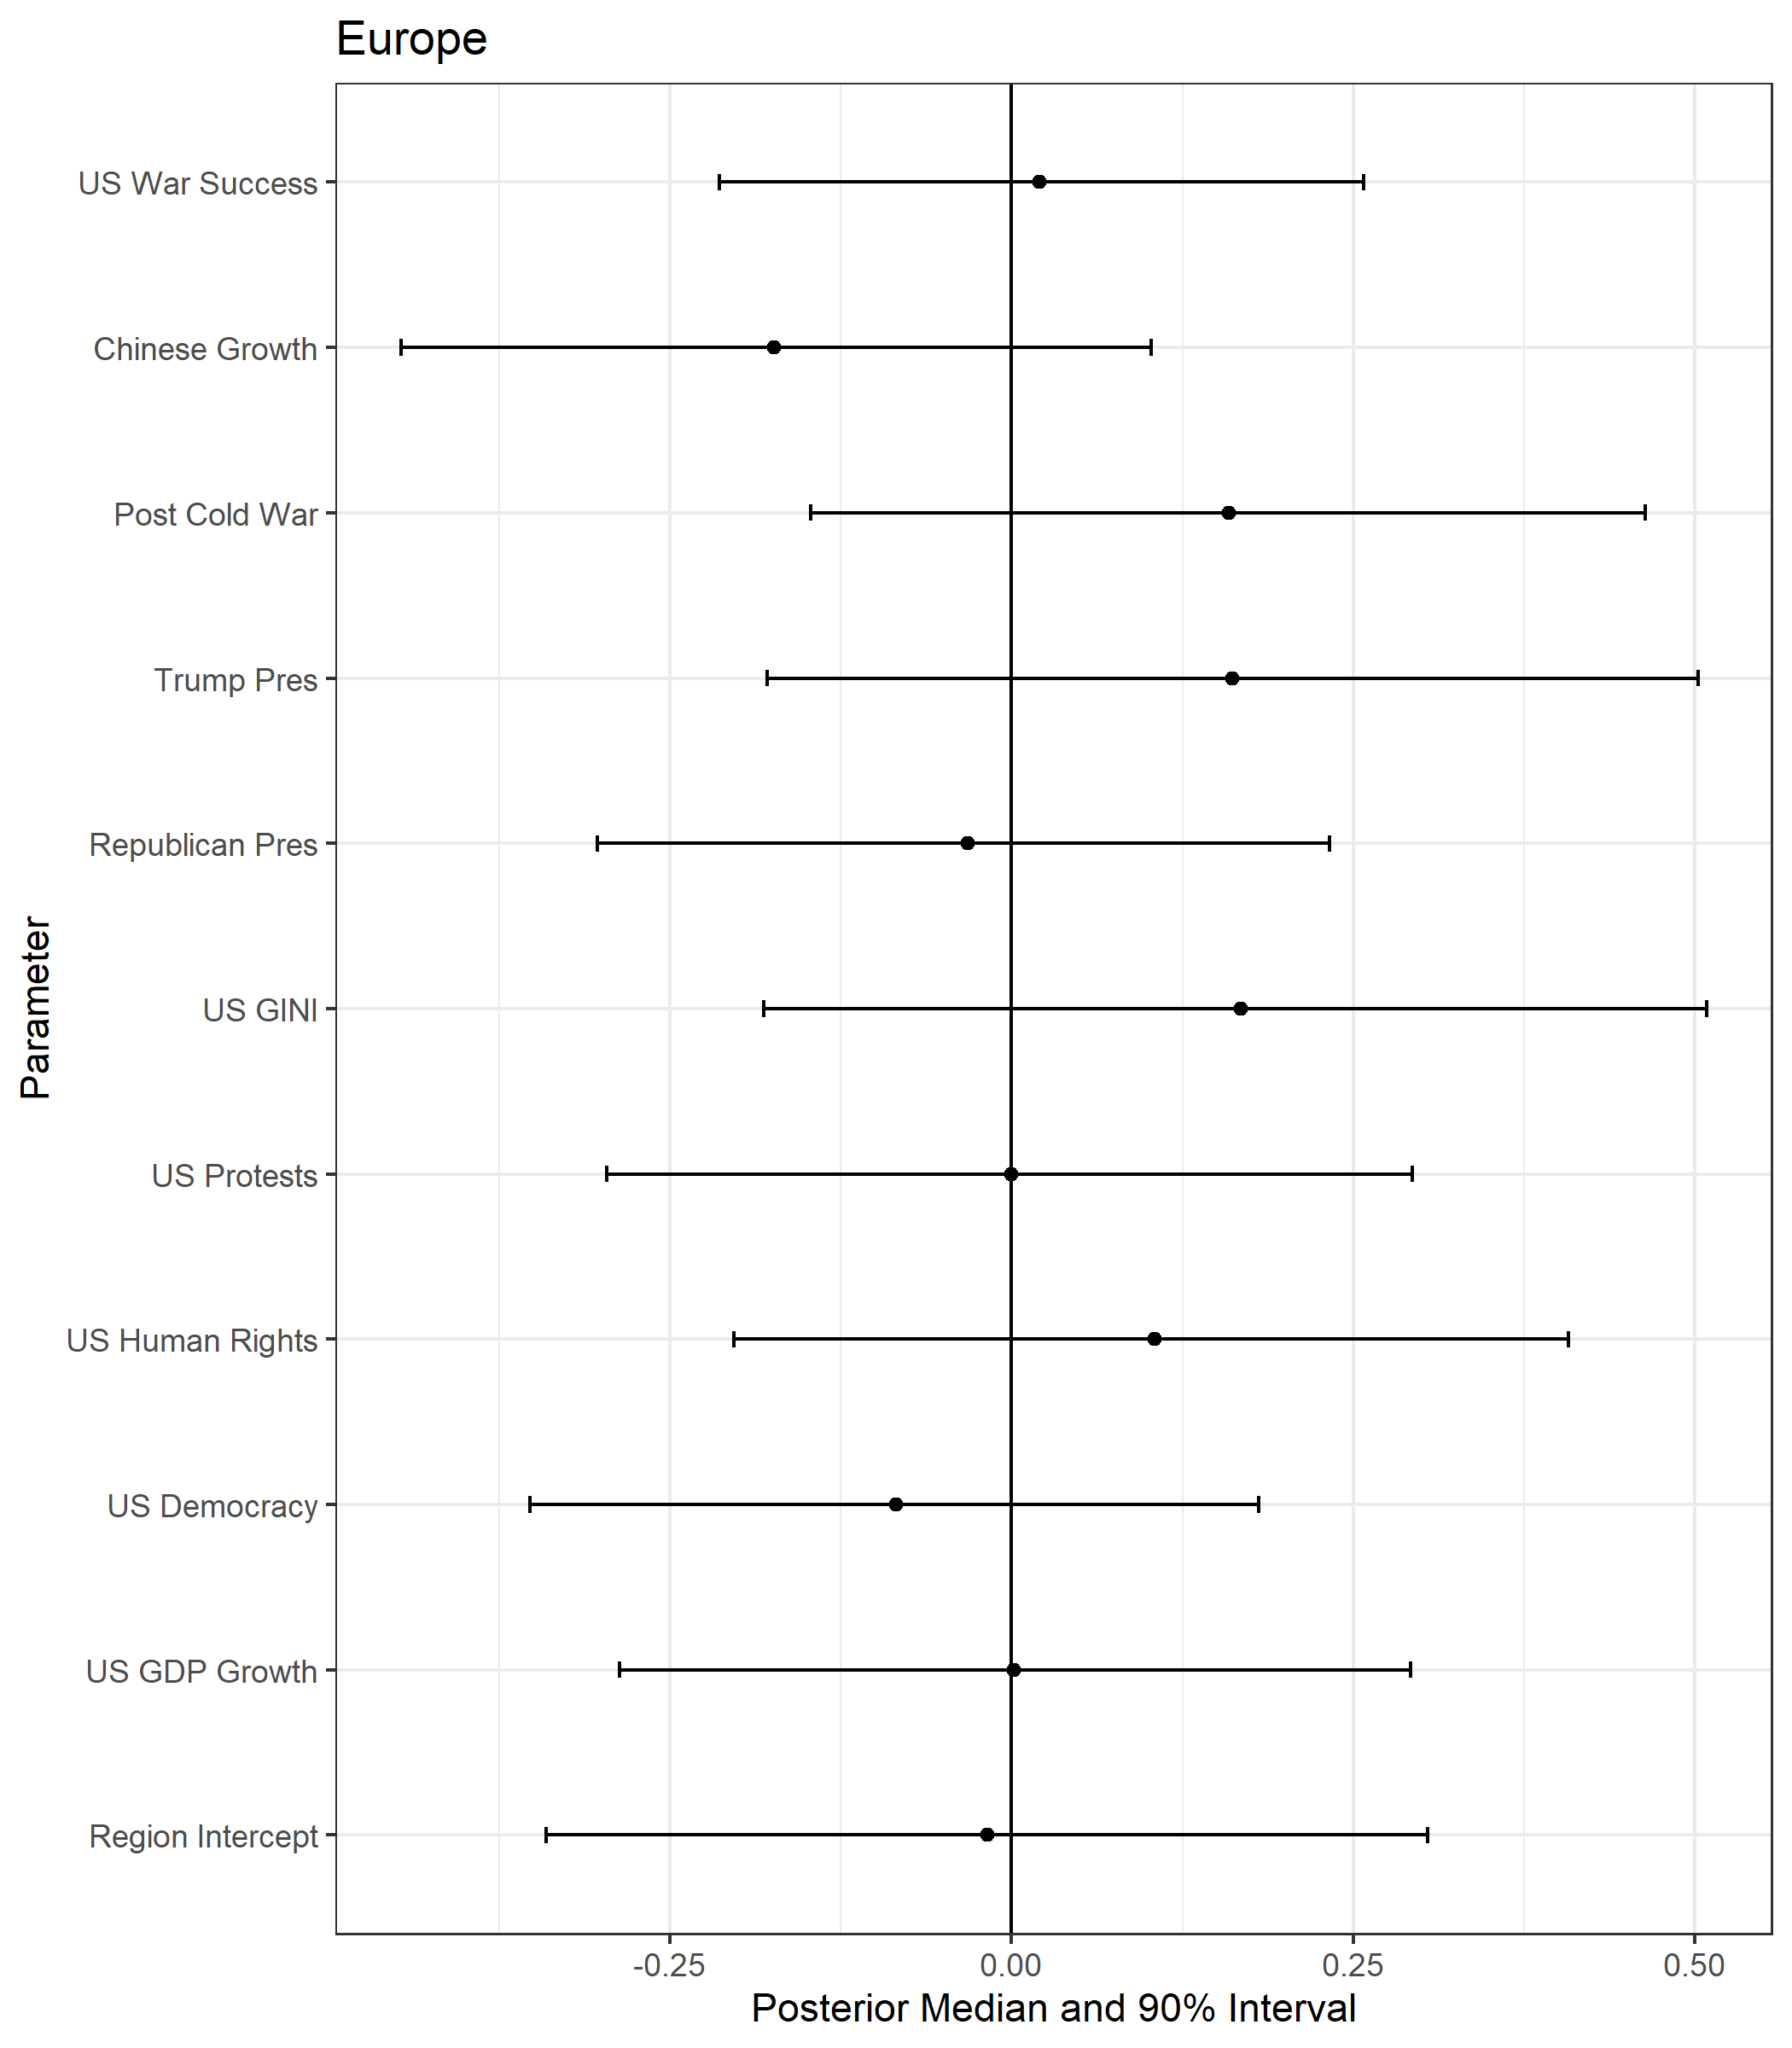 Europe
US War Success
Chinese Growth
Post Cold War
Trump Pres
Republican Pres
US GINI
US Protests
US Human Rights
US Democracy
US GDP Growth
Region Intercept
Parameter
-0.25 0.00 0.25 0.50
Posterior Median and 90% Interval